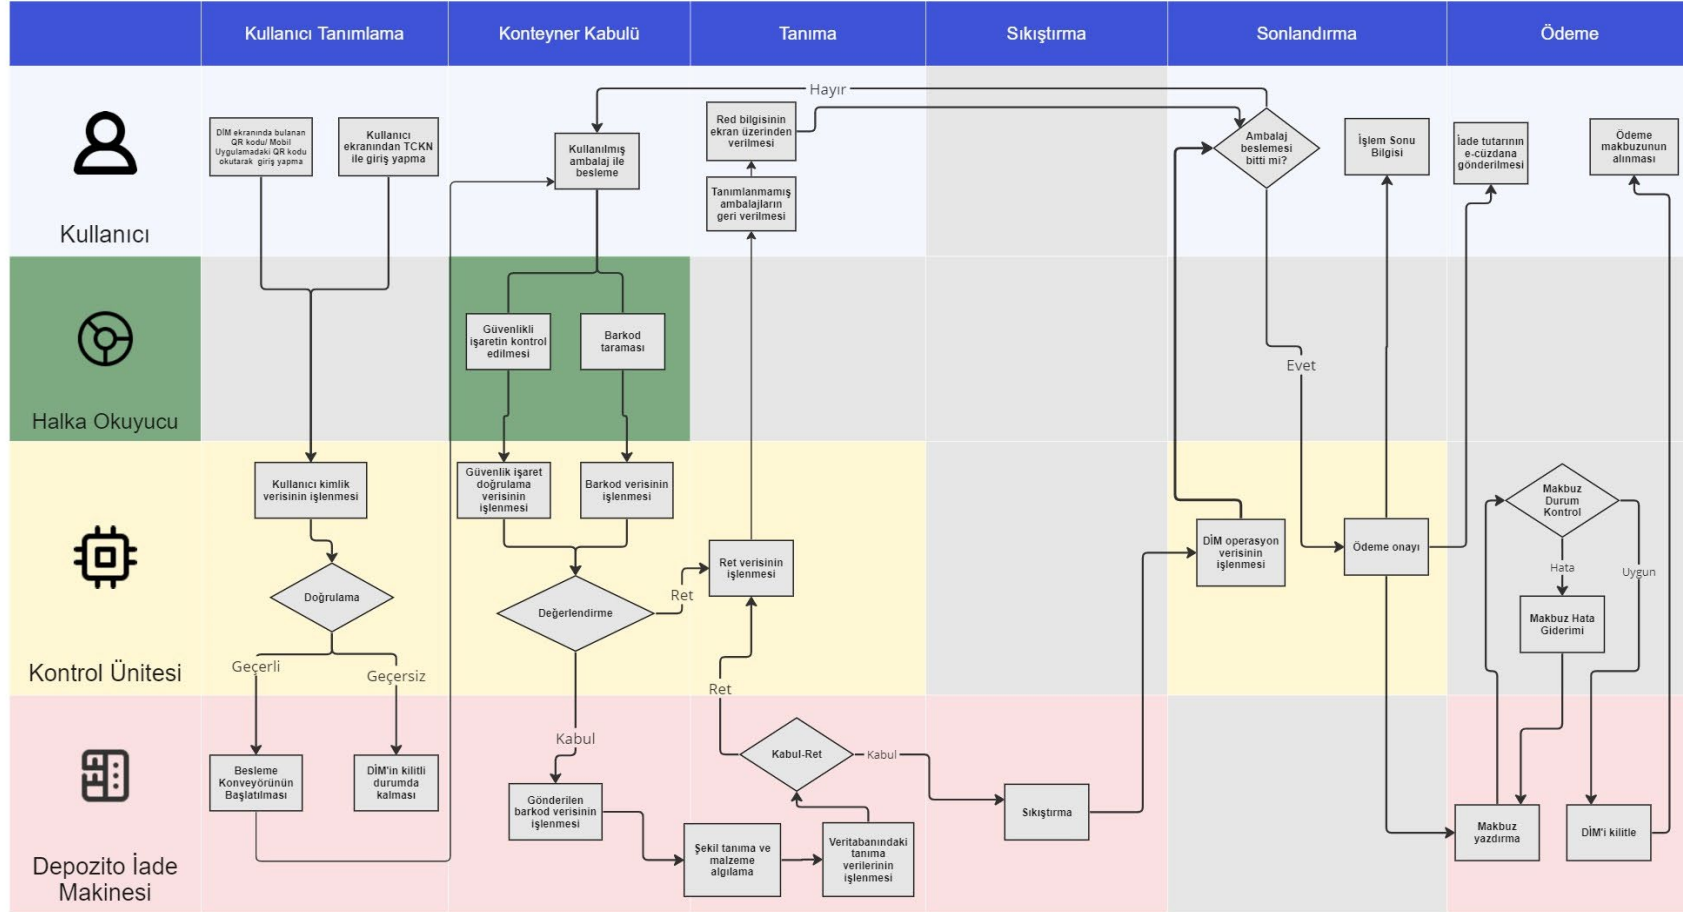 Kullanıcı Tanımlama
Konteyner Kabulü
Tanıma
Sıkıştırma
Sonlandırma
Ödeme
Kullanıcı
DİM ekranında bulanan
QR kodu/ Mobil
Uygulamadaki QR kodu
okutarak giriş yapma
Kullanıcı
ekranından TCKN
ile giriş yapma
Kullanılmış
ambalaj ile
besleme
Hayır
Red bilgisinin
ekran üzerinden
verilmesi
Tanımlanmamış
ambalajların
geri verilmesi
Ambalaj
beslemesi
bitti mi?
İşlem Sonu
Bilgisi
İade tutarının
e-cüzdana
gönderilmesi
Ödeme
makbuzunun
alınması
Halka Okuyucu
Güvenlikli
işaretin kontrol
edilmesi
Barkod
taraması
Evet
Kontrol Ünitesi
Kullanıcı kimlik
verisinin işlenmesi
Doğrulama
Geçerli
Geçersiz
Güvenlik işaret
doğrulama
verisinin
işlenmesi
Barkod verisinin
işlenmesi
Değerlendirme
Ret
Ret verisinin
işlenmesi
DİM operasyon
verisinin
işlenmesi
Ödeme onayı
Makbuz
Durum
Kontrol
Hata
Uygun
Makbuz Hata
Giderimi
Depozito İade
Makinesi
Besleme
Konveyörünün
Başlatılması
DİM'in kilitli
durumda
kalması
Kabul
Gönderilen
barkod verisinin
işlenmesi
Ret
Kabul-Ret
Kabul
Şekil tanıma ve
malzeme
algılama
Veritabanındaki
tanıma
verilerinin
işlenmesi
Sıkıştırma
Makbuz
yazdırma
DİM'i kilitle